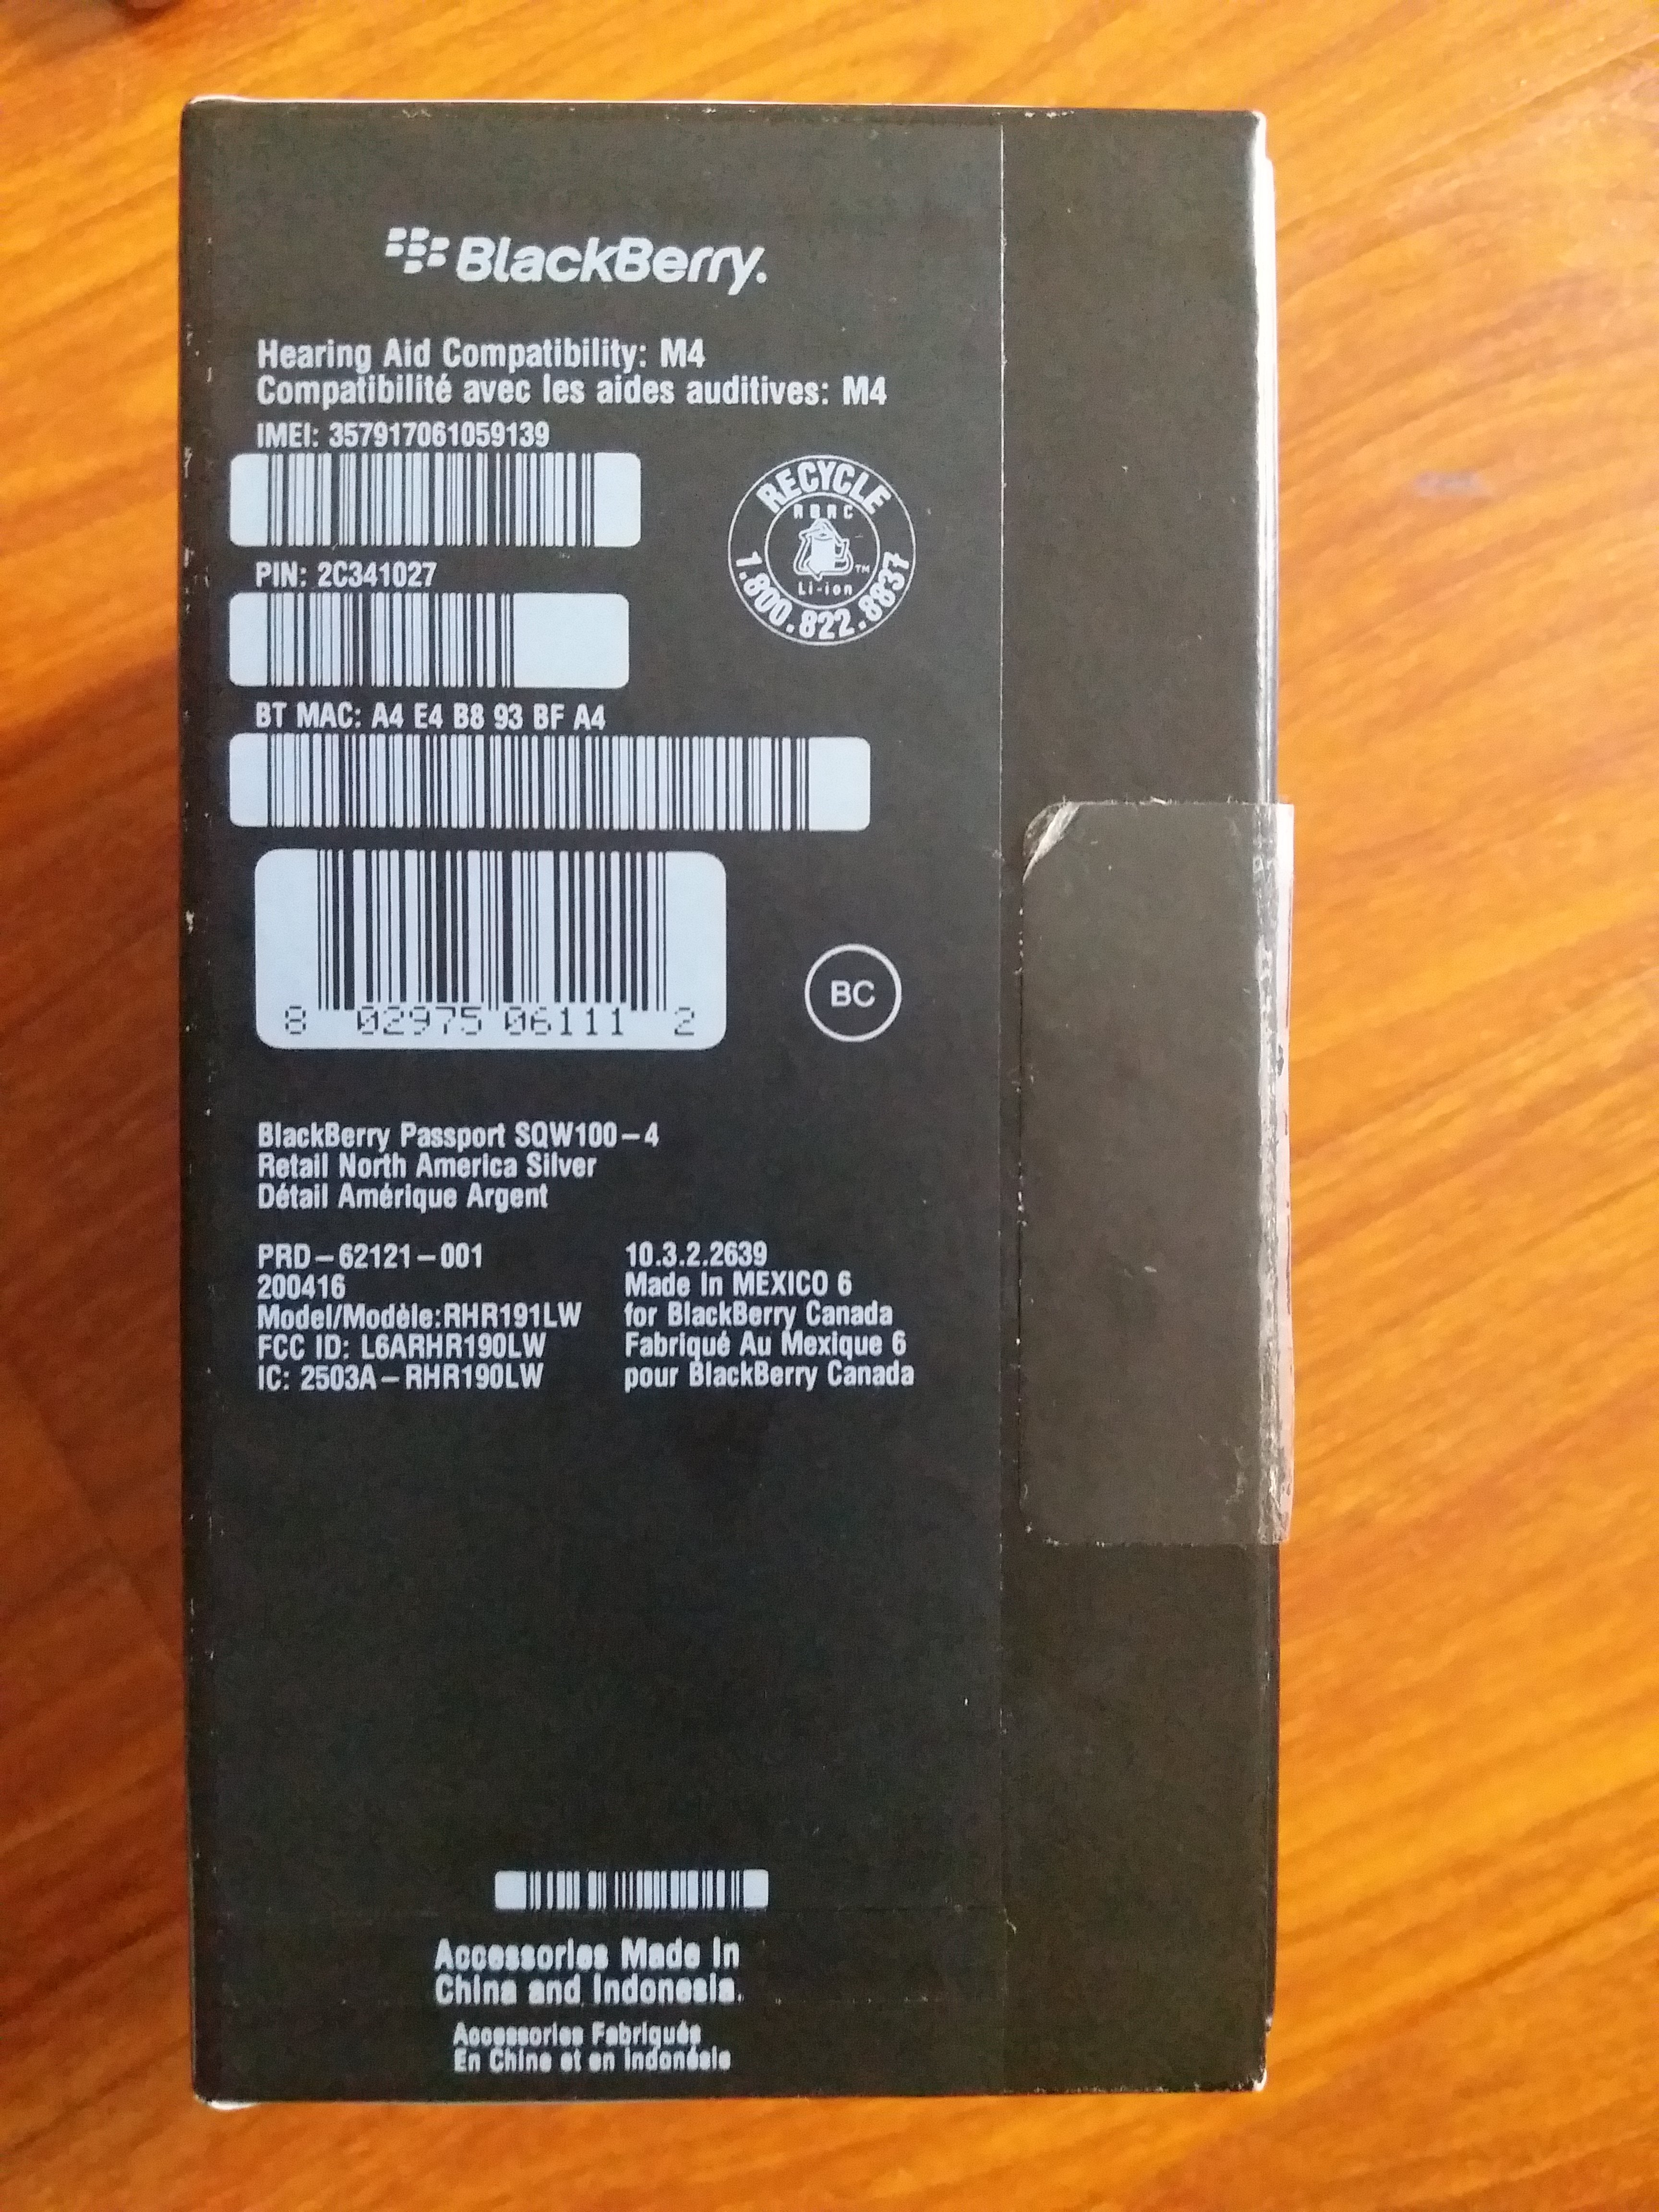 BlackBerry.
Hearing Aid Compatibility: M4
Compatibilité avec les aides auditives: M4
IMEI: 357917061059139
RECYCLE
RBRC
TM
Li-ion
1.800.822.8837
PIN: 2C341027
BT MAC: A4 E4 B8 93 BF A4
8 02975 06111 2
BC
BlackBerry Passport SQW100-4
Retail North America Silver
Détail Amérique Argent
PRD-62121-001
200416
Model/Modèle:RHR191LW
FCC ID: L6ARHR190LW
IC: 2503A-RHR190LW
10.3.2.2639
Made In MEXICO 6
for BlackBerry Canada
Fabriqué Au Mexique 6
pour BlackBerry Canada
Accessories Made In
China and Indonesia.
Accessories Fabriqués
En Chine et en Indonésie